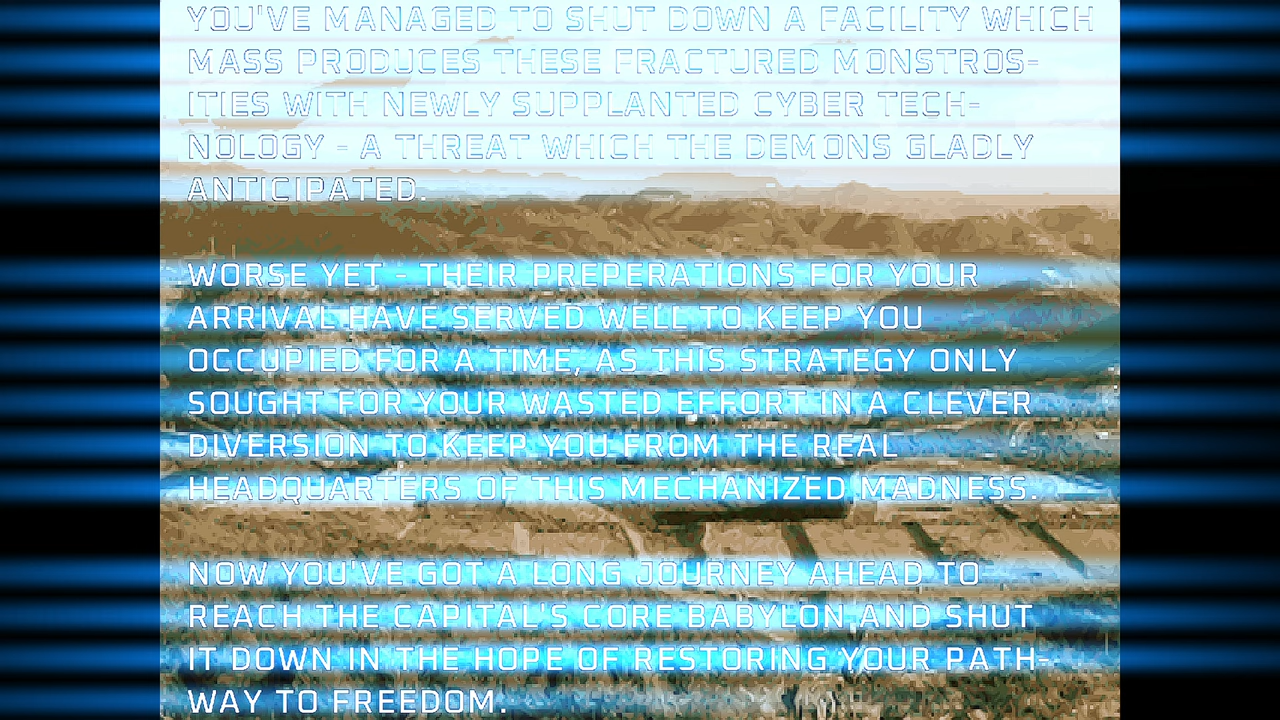 YOU'VE MANAGED TO SHUT DOWN A FACILITY WHICH
MASS PRODUCES THESE FRACTURED MONSTROS-
ITIES WITH NEWLY SUPPLANTED CYBER TECH-
NOLOGY - A THREAT WHICH THE DEMONS GLADLY
ANTICIPATED.
WORSE YET - THEIR PREPERATIONS FOR YOUR
ARRIVAL HAVE SERVED WELL TO KEEP YOU
OCCUPIED FOR A TIME, AS THIS STRATEGY ONLY
SOUGHT FOR YOUR WASTED EFFORT IN A CLEVER
DIVERSION TO KEEP YOU FROM THE REAL
HEADQUARTERS OF THIS MECHANIZED MADNESS.
NOW YOU'VE GOT A LONG JOURNEY AHEAD TO
REACH THE CAPITAL'S CORE BABYLON AND SHUT
IT DOWN IN THE HOPE OF RESTORING YOUR PATH-
WAY TO FREEDOM.